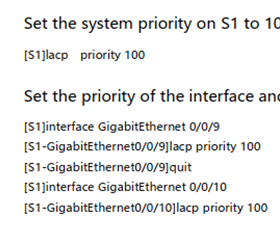 Set the system priority on S1 to 10
[S1]lacp priority 100
Set the priority of the interface an
[S1]interface GigabitEthernet 0/0/9
[S1-GigabitEthernet0/0/9]lacp priority 100
[S1-GigabitEthernet0/0/9]quit
[S1]interface GigabitEthernet 0/0/10
[S1-GigabitEthernet0/0/10]lacp priority 100